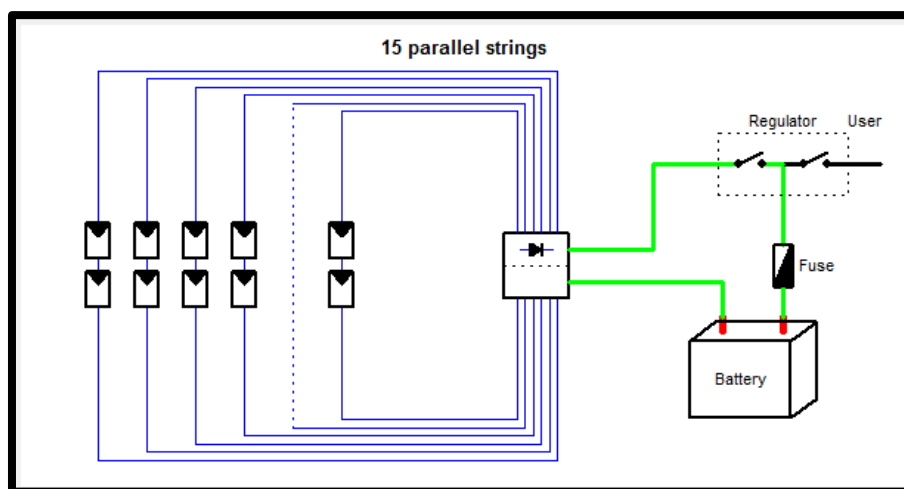 15 parallel strings
Regulator
User
Fuse
Battery